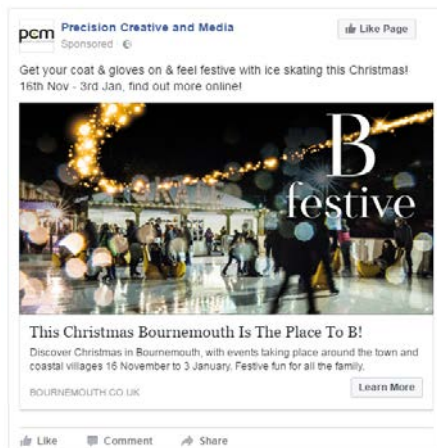 pcm
Precision Creative and Media
Like Page
Sponsored
Get your coat & gloves on & feel festive with ice skating this Christmas!
16th Nov - 3rd Jan, find out more online!
B
festive
This Christmas Bournemouth Is The Place To B!
Discover Christmas in Bournemouth, with events taking place around the town and
coastal villages 16 November to 3 January. Festive fun for all the family.
BOURNEMOUTH.CO.UK
Learn More
Like Comment Share